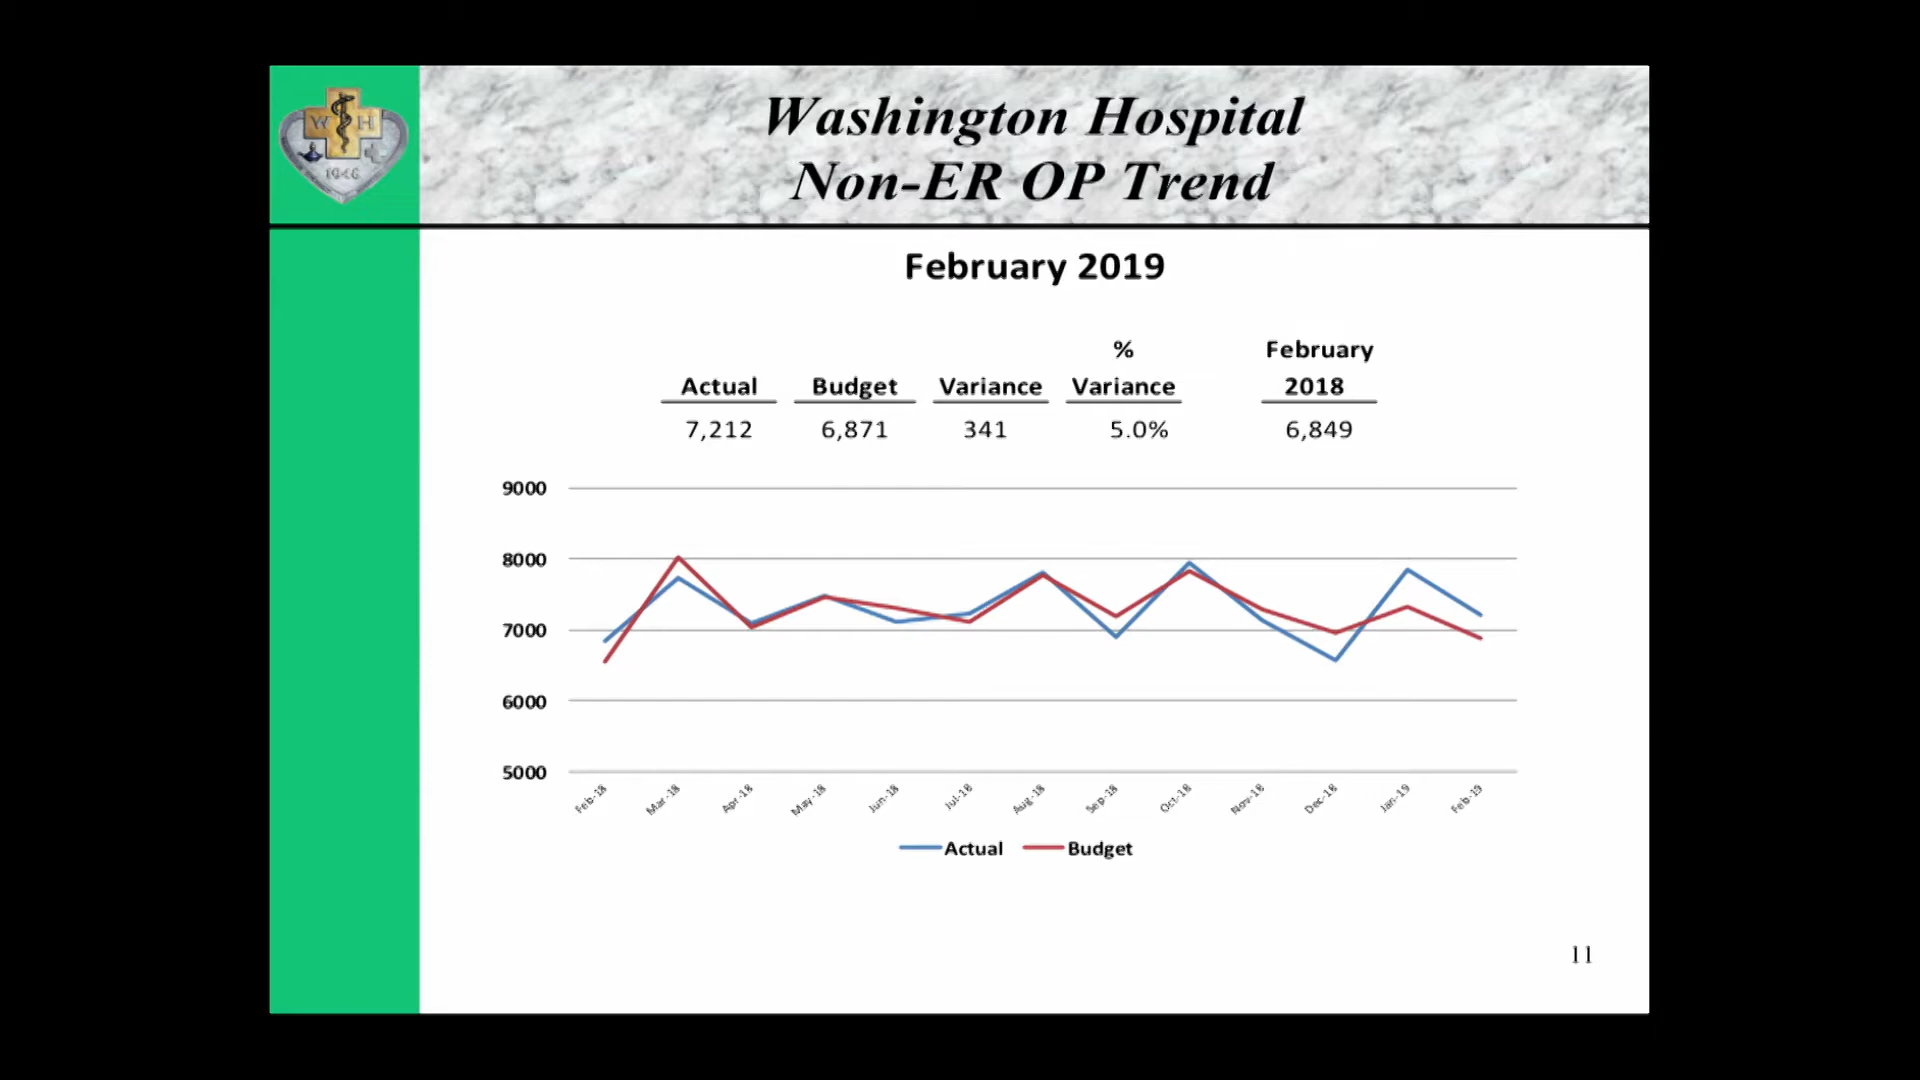 W H
1948
Washington Hospital
Non-ER OP Trend
February 2019
% February
Actual Budget Variance Variance 2018
7,212 6,871 341 5.0% 6,849
9000
8000
7000
6000
5000
Feb-18 Mar-18 Apr-18 May-18 Jun-18 Jul-18 Aug-18 Sep-18 Oct-18 Nov-18 Dec-18 Jan-19 Feb-19
Actual Budget
11